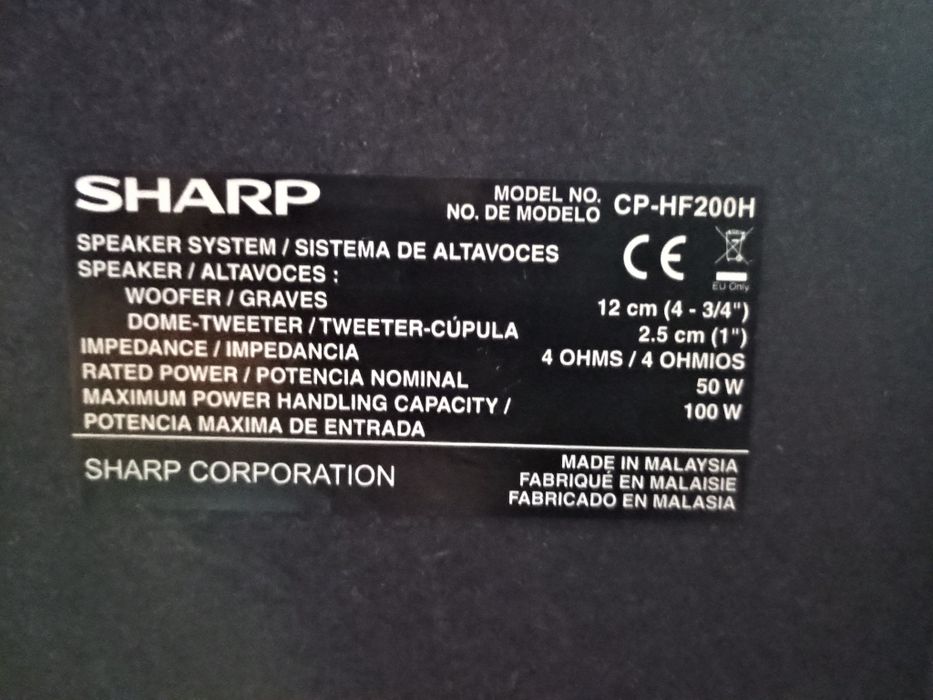 SHARP
MODEL NO.
NO. DE MODELO CP-HF200H
SPEAKER SYSTEM / SISTEMA DE ALTAVOCES
CE
EU Only
SPEAKER / ALTAVOCES :
WOOFER / GRAVES 12 cm (4 - 3/4")
DOME-TWEETER / TWEETER-CÚPULA 2.5 cm (1")
IMPEDANCE / IMPEDANCIA 4 OHMS / 4 OHMIOS
RATED POWER / POTENCIA NOMINAL 50 W
MAXIMUM POWER HANDLING CAPACITY / 100 W
POTENCIA MAXIMA DE ENTRADA
SHARP CORPORATION
MADE IN MALAYSIA
FABRIQUÉ EN MALAISIE
FABRICADO EN MALASIA